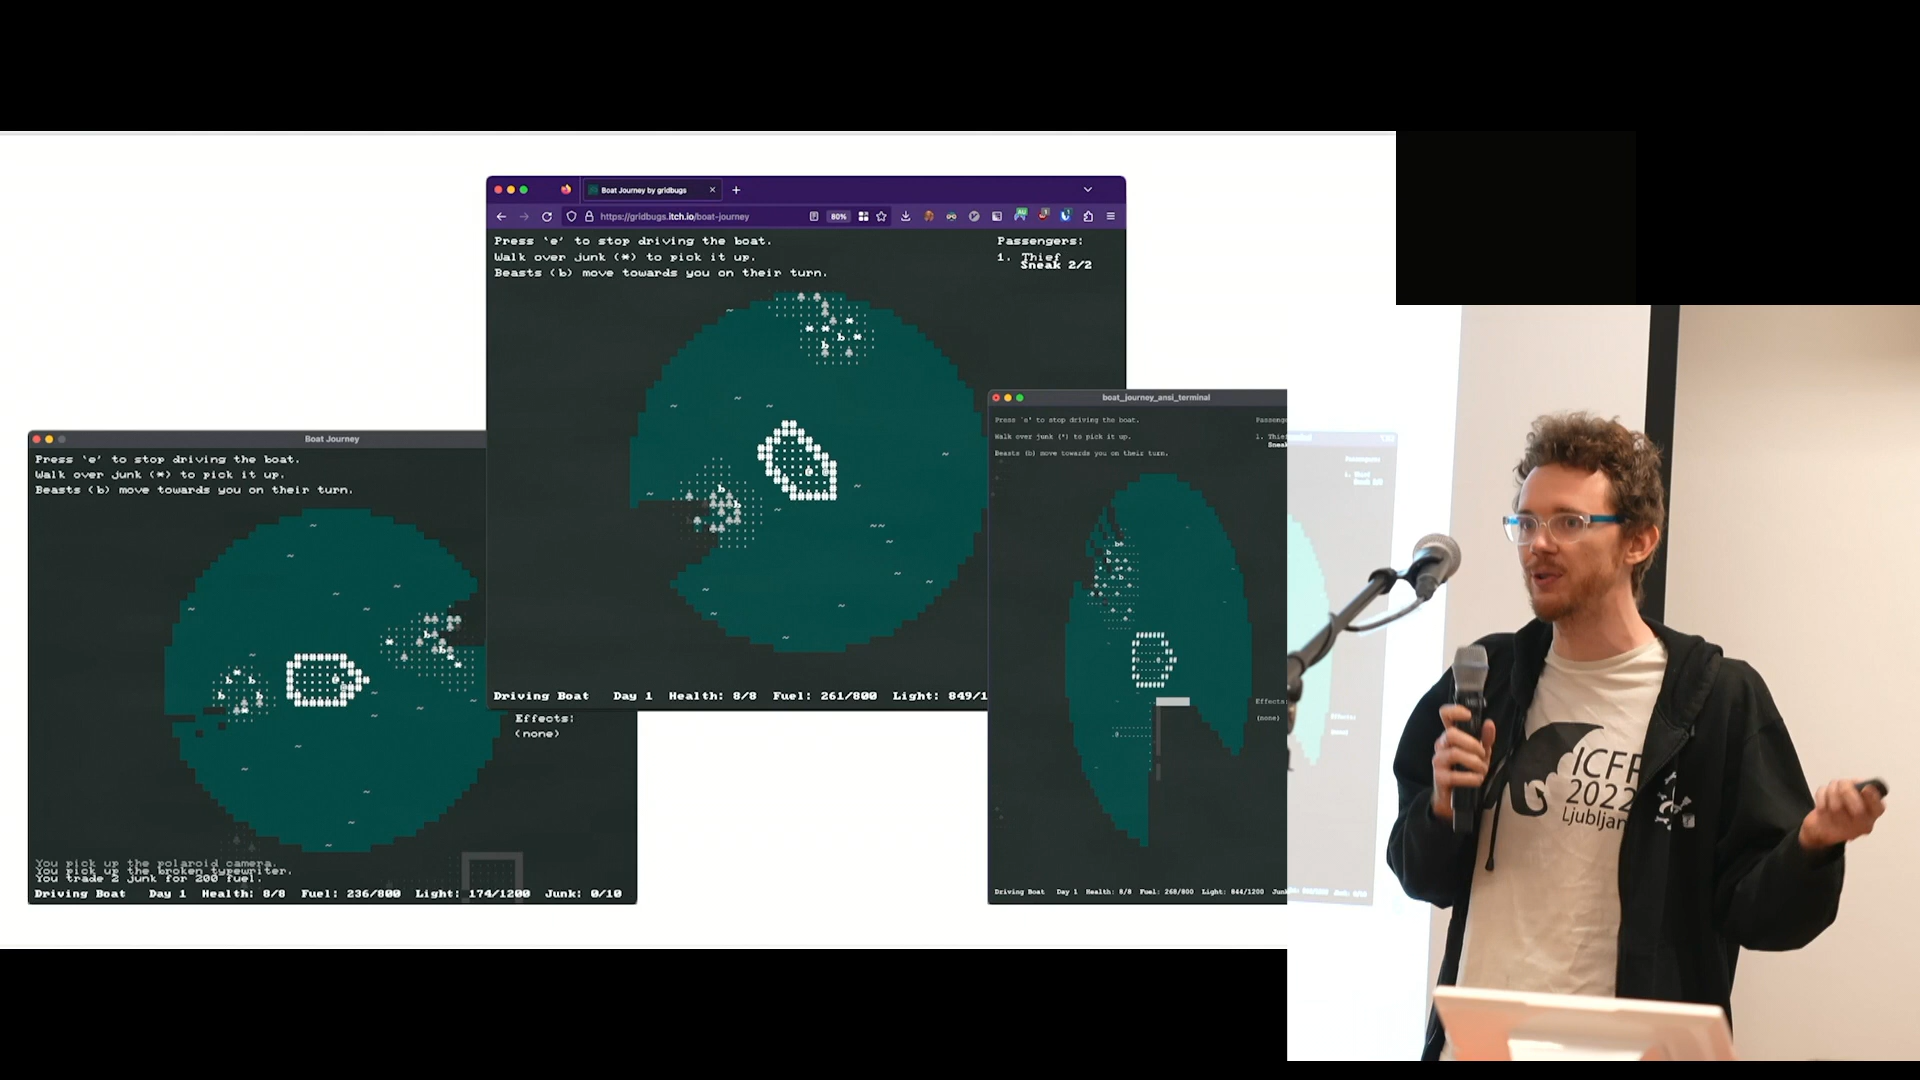 Boat Journey by gridbugs
https://gridbugs.itch.io/boat-journey
80%
Press 'e' to stop driving the boat.
Walk over junk (*) to pick it up.
Beasts (b) move towards you on their turn.
Passengers:
1. Thief
Sneak 2/2
Driving Boat Day 1 Health: 8/8 Fuel: 261/800 Light: 849/1
Boat Journey
Press 'e' to stop driving the boat.
Walk over junk (*) to pick it up.
Beasts (b) move towards you on their turn.
Effects:
(none)
You pick up the polaroid camera.
You pick up the broken typewriter.
You trade 2 junk for 200 fuel.
Driving Boat Day 1 Health: 8/8 Fuel: 236/800 Light: 174/1200 Junk: 0/10
boat_journey_ansi_terminal
Press 'e' to stop driving the boat.
Walk over junk (*) to pick it up.
Beasts (b) move towards you on their turn.
Passeng
1. Thie
Sneak
Effects:
(none)
Driving Boat Day 1 Health: 8/8 Fuel: 268/800 Light: 844/1200 Junk
ICFP
2022
Ljubljan